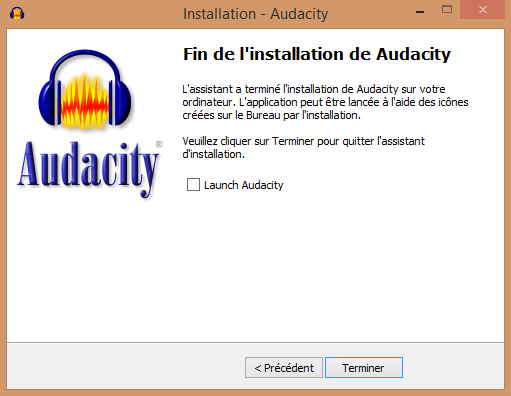 Installation - Audacity
Fin de l'installation de Audacity
L'assistant a terminé l'installation de Audacity sur votre
ordinateur. L'application peut être lancée à l'aide des icônes
créées sur le Bureau par l'installation.
Veuillez cliquer sur Terminer pour quitter l'assistant
d'installation.
Audacity®
Launch Audacity
< Précédent
Terminer